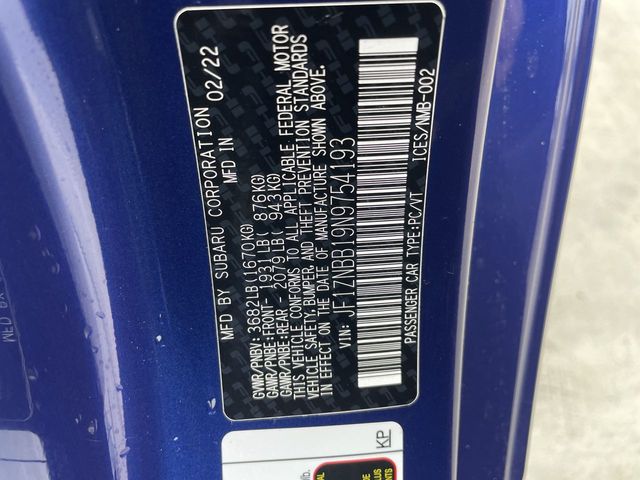 MFD BY SUBARU CORPORATION
MFD IN 02/22
GVWR/PNBV: 3682LB(1670KG)
GAWR/PNBE:FRONT- 1931LB( 876KG)
GAWR/PNBE:REAR - 2079LB( 943KG)
THIS VEHICLE CONFORMS TO ALL APPLICABLE FEDERAL MOTOR
VEHICLE SAFETY,BUMPER, AND THEFT PREVENTION STANDARDS
IN EFFECT ON THE DATE OF MANUFACTURE SHOWN ABOVE.
VIN: JF1ZNBB19N9754193
PASSENGER CAR TYPE:PC/VT ICES/NMB-002
KP